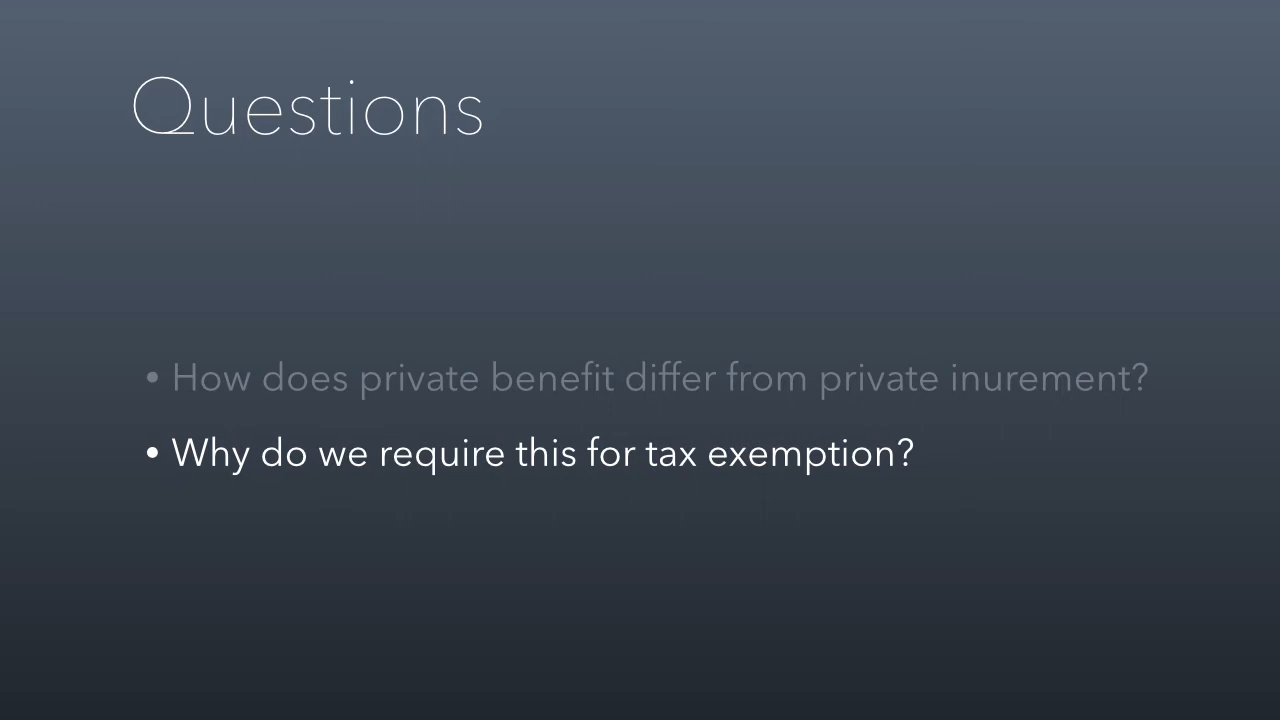 Questions
• How does private benefit differ from private inurement?
• Why do we require this for tax exemption?